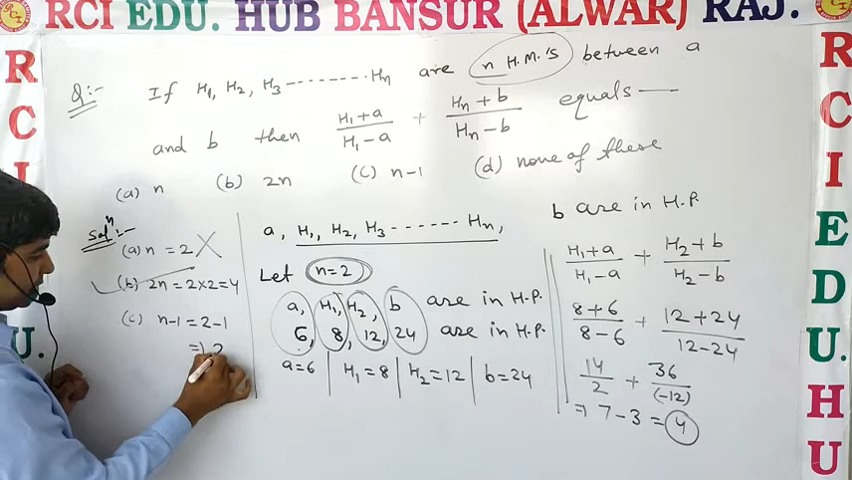 RCI EDU. HUB BANSUR (ALWAR) RAJ.
R
C
I
U.
R
C
I
E
D
U.
H
U
Q:- If H₁, H₂, H₃ -------- Hₙ are n H.M.'S between a
and b then H₁+a/H₁-a + Hₙ+b/Hₙ-b equals ——
(a) n (b) 2n (C) n-1 (d) none of these
Solⁿ:-
(a) n = 2 X
(b) 2n = 2×2 = 4
(c) n-1 = 2-1
=1
a, H₁, H₂, H₃ ------ Hₙ,
Let n=2
a, H₁, H₂, b are in H.P.
6, 8, 12, 24 are in H.P.
a=6 | H₁=8 | H₂=12 | b=24
b are in H.P.
H₁+a/H₁-a + H₂+b/H₂-b
8+6/8-6 + 12+24/12-24
14/2 + 36/(-12)
⇒ 7-3 = 4